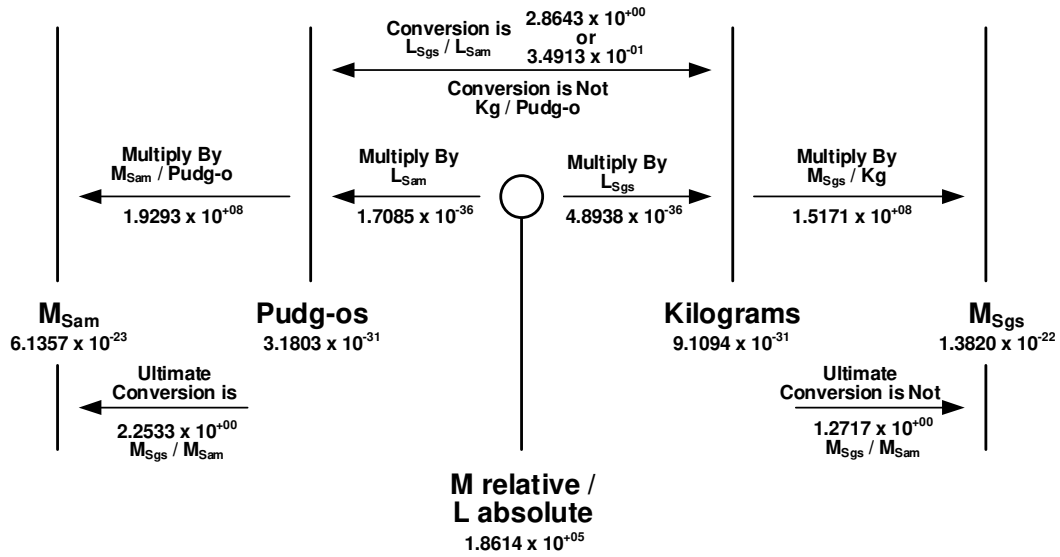 Conversion is
L_Sgs / L_Sam
2.8643 x 10^+00
or
3.4913 x 10^-01
Conversion is Not
Kg / Pudg-o
Multiply By
M_Sam / Pudg-o
1.9293 x 10^+08
Multiply By
L_Sam
1.7085 x 10^-36
Multiply By
L_Sgs
4.8938 x 10^-36
Multiply By
M_Sgs / Kg
1.5171 x 10^+08
M_Sam
6.1357 x 10^-23
Pudg-os
3.1803 x 10^-31
Kilograms
9.1094 x 10^-31
M_Sgs
1.3820 x 10^-22
Ultimate
Conversion is
2.2533 x 10^+00
M_Sgs / M_Sam
Ultimate
Conversion is Not
1.2717 x 10^+00
M_Sgs / M_Sam
M relative /
L absolute
1.8614 x 10^+05